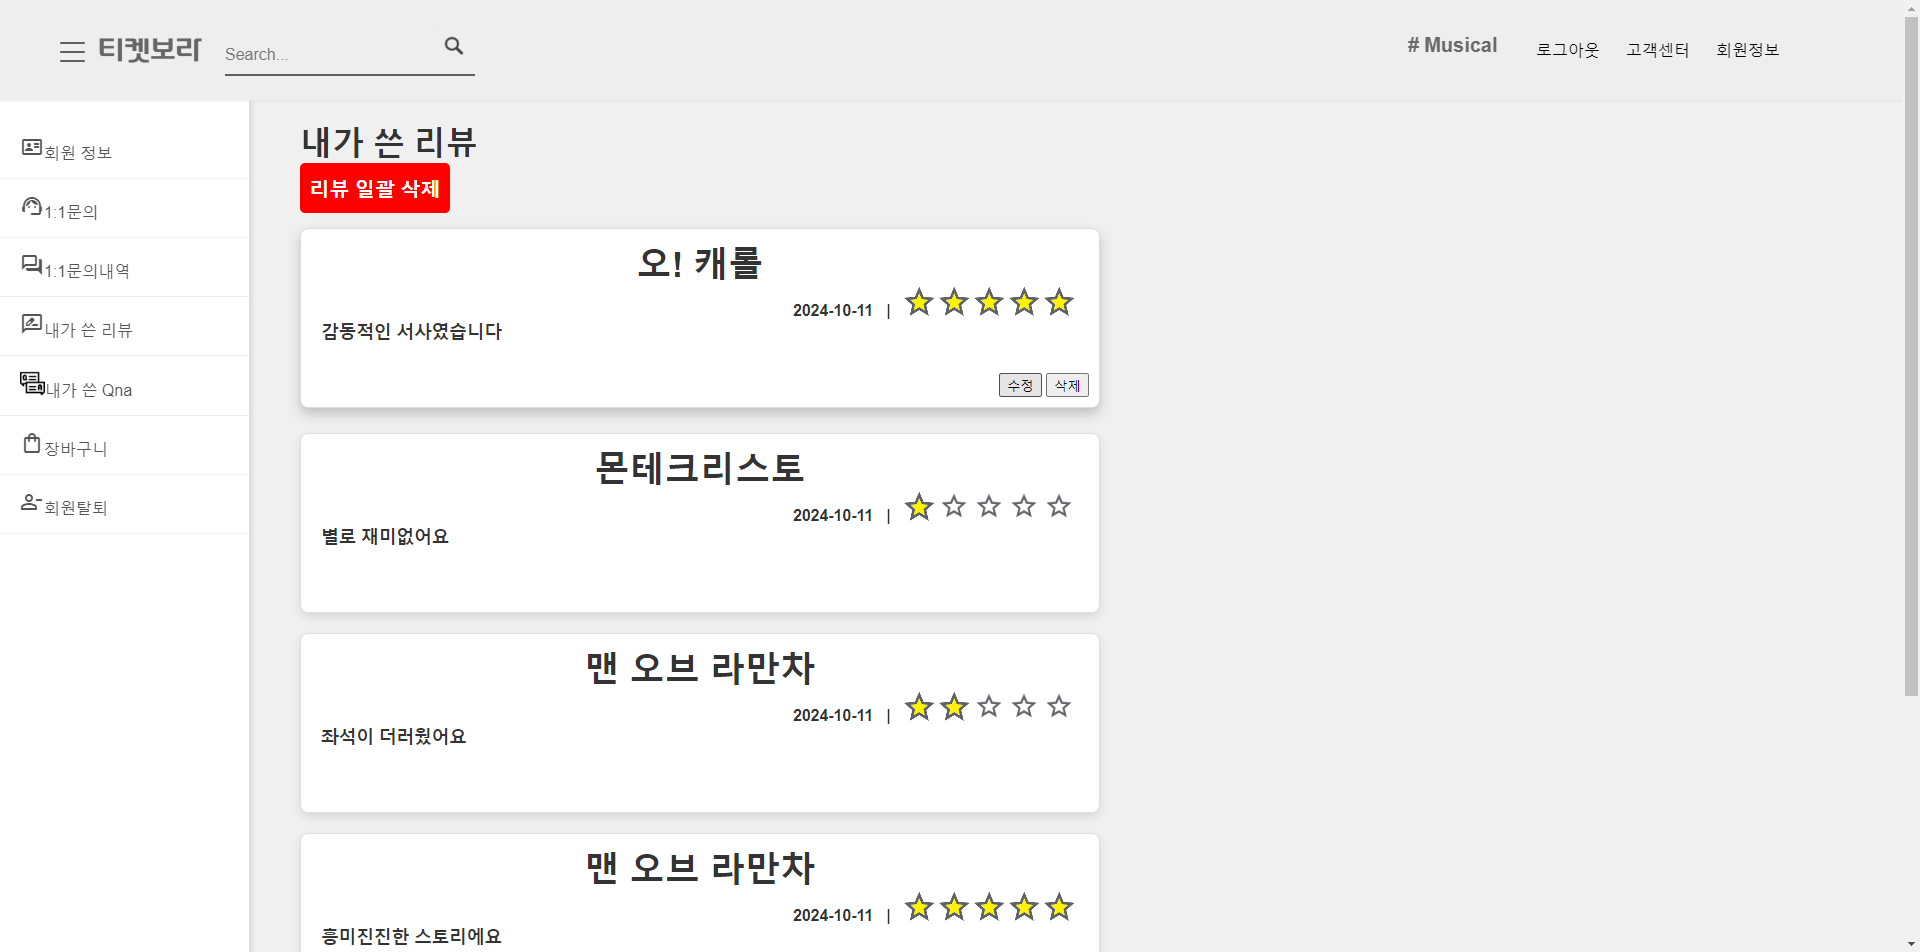 티켓보라
Search...
# Musical
로그아웃
고객센터
회원정보
회원 정보
1:1문의
1:1문의내역
내가 쓴 리뷰
내가 쓴 Qna
장바구니
회원탈퇴
내가 쓴 리뷰
리뷰 일괄 삭제
오! 캐롤
2024-10-11 |
감동적인 서사였습니다
수정 삭제
몬테크리스토
2024-10-11 |
별로 재미없어요
맨 오브 라만차
2024-10-11 |
좌석이 더러웠어요
맨 오브 라만차
2024-10-11 |
흥미진진한 스토리에요